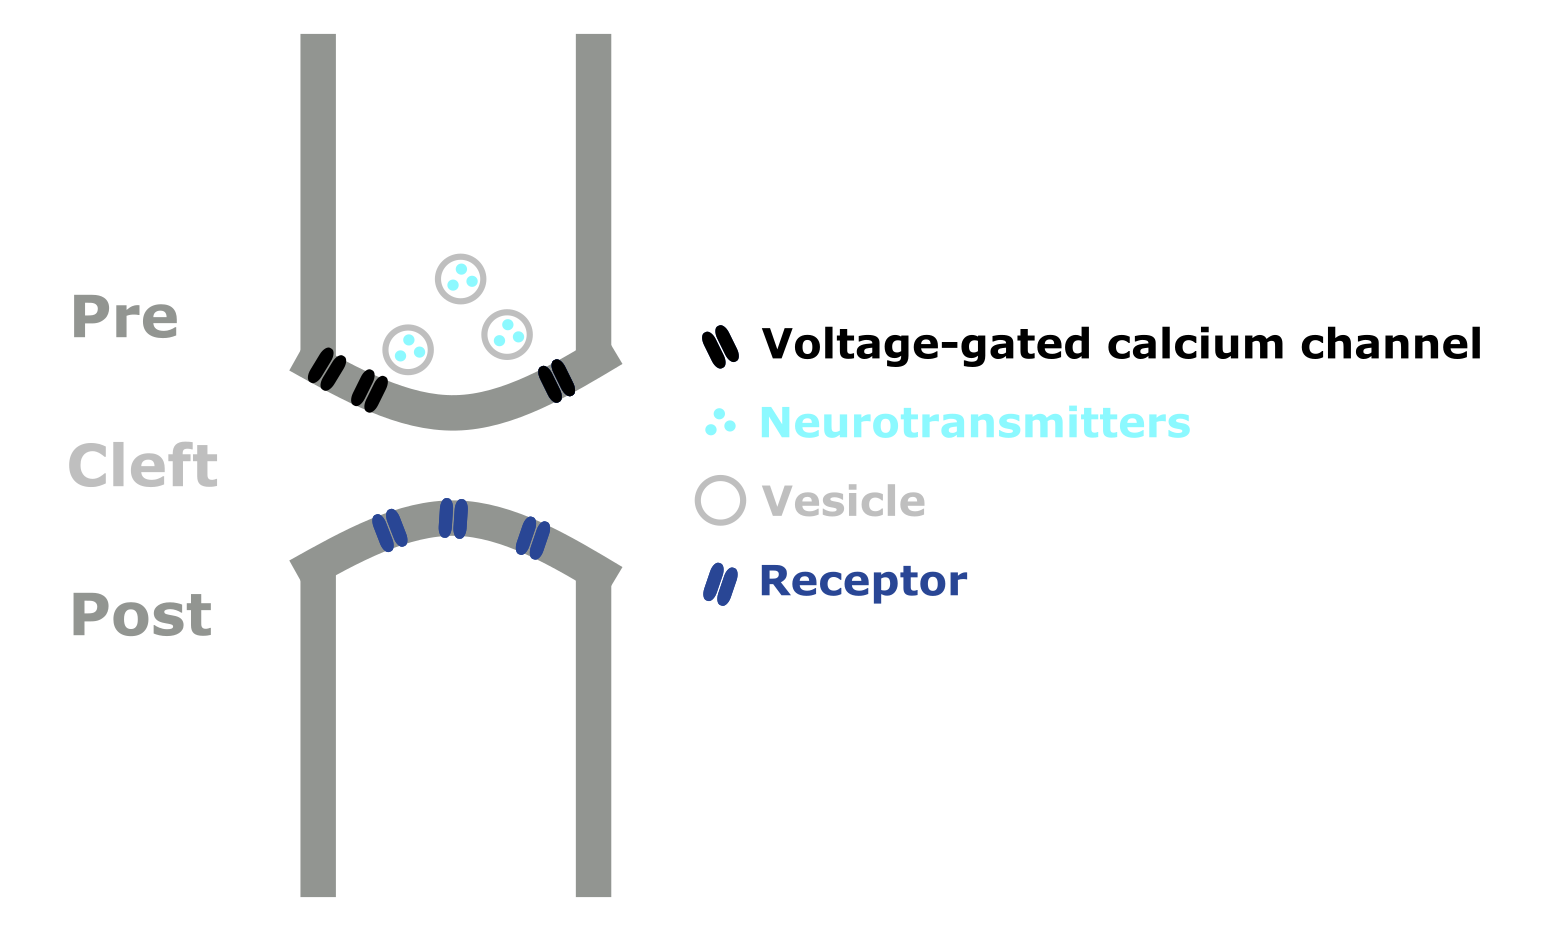 Pre
Cleft
Post
Voltage-gated calcium channel
Neurotransmitters
Vesicle
Receptor